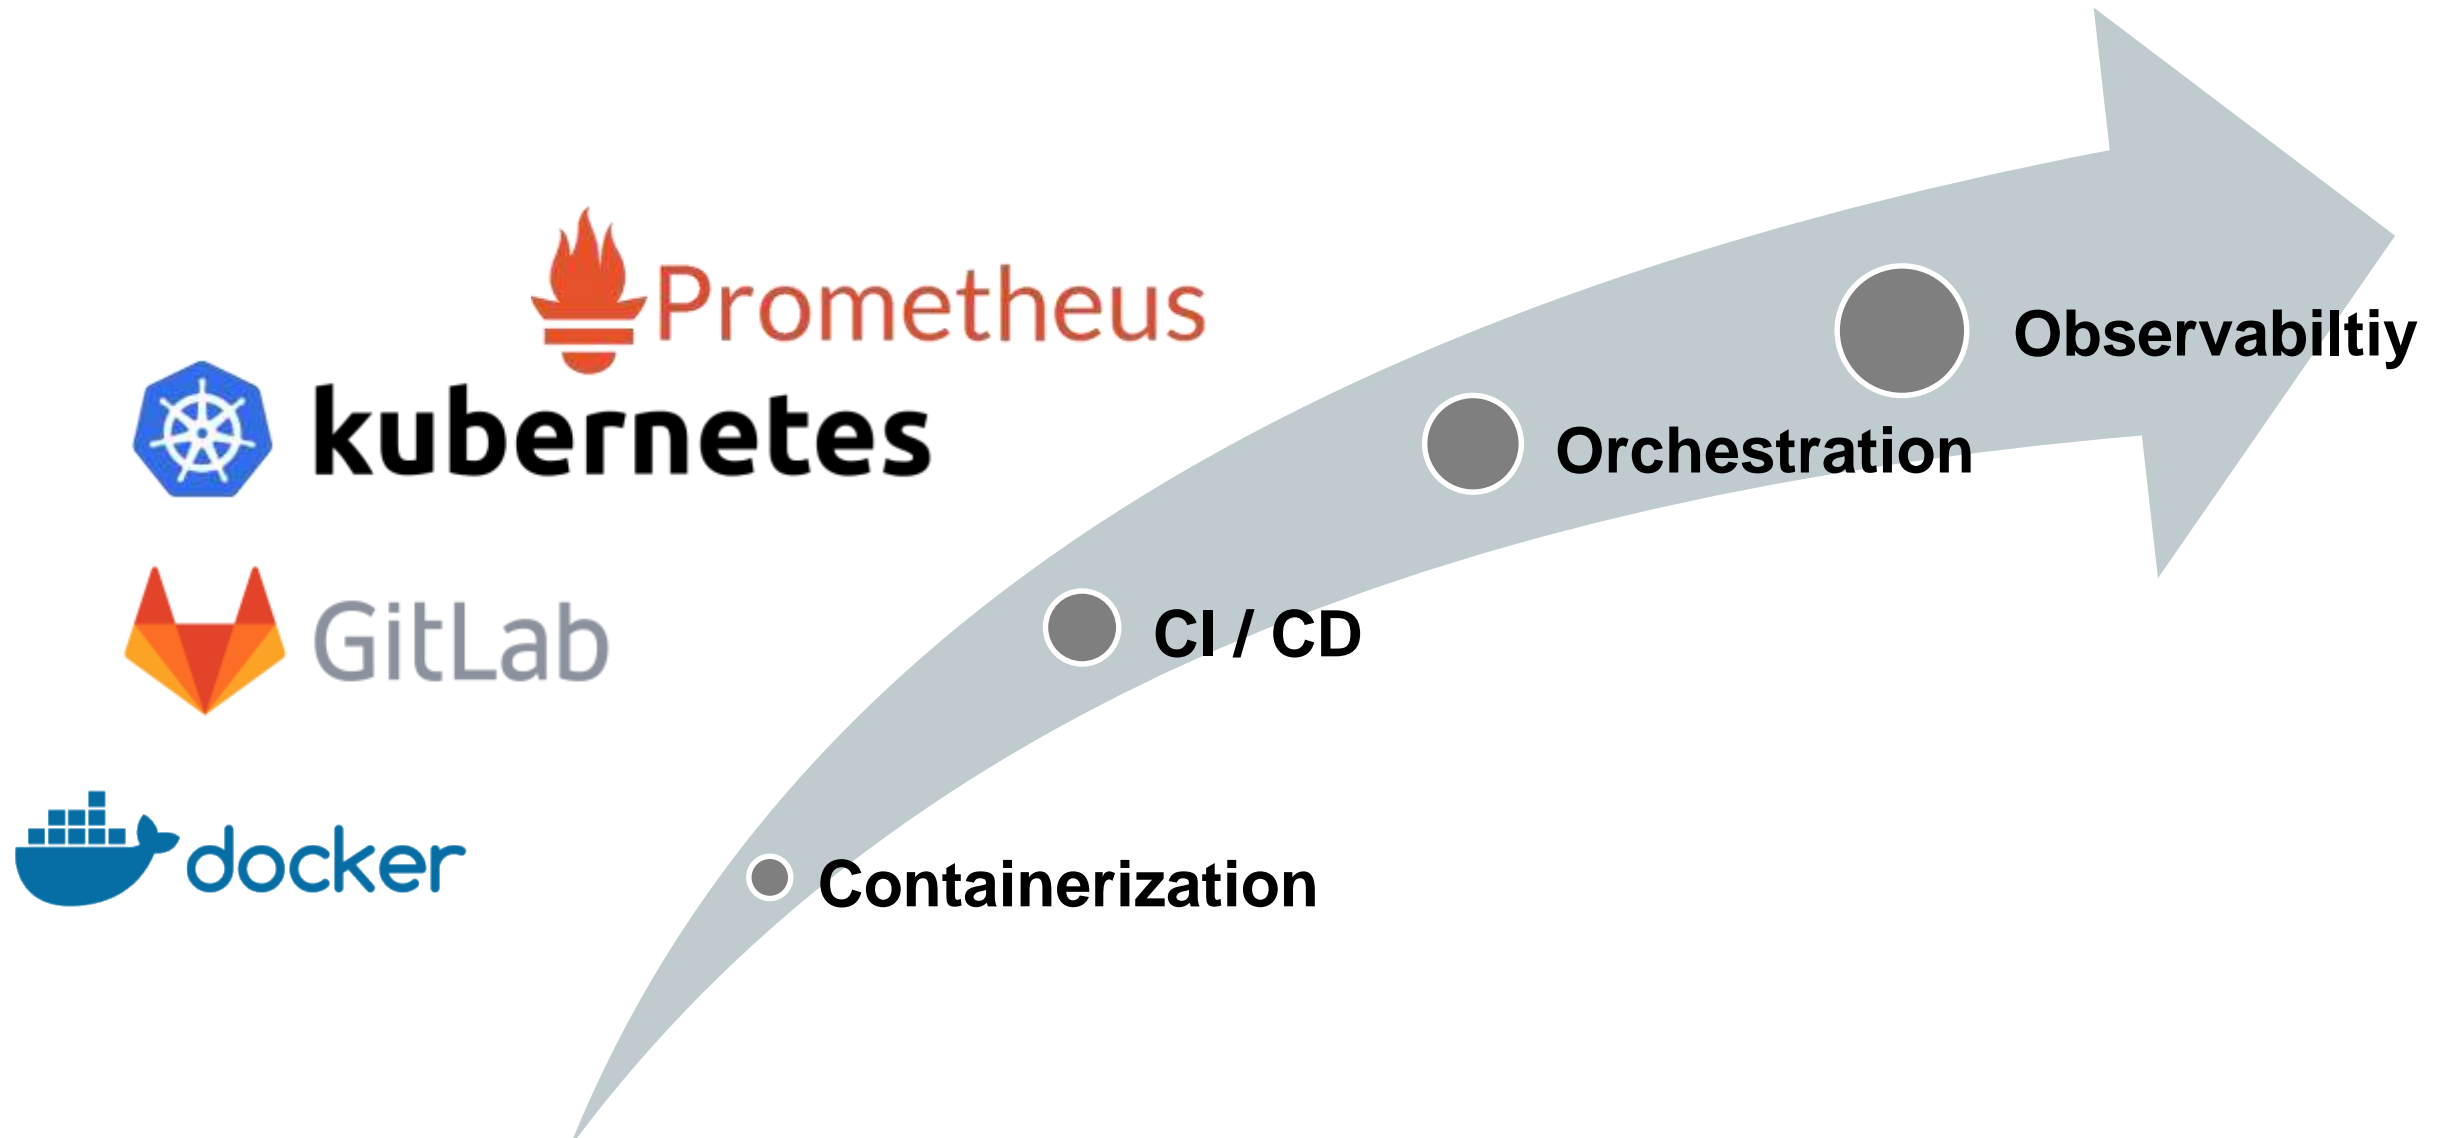 Prometheus
Observabiltiy
kubernetes
Orchestration
GitLab
CI / CD
docker
Containerization